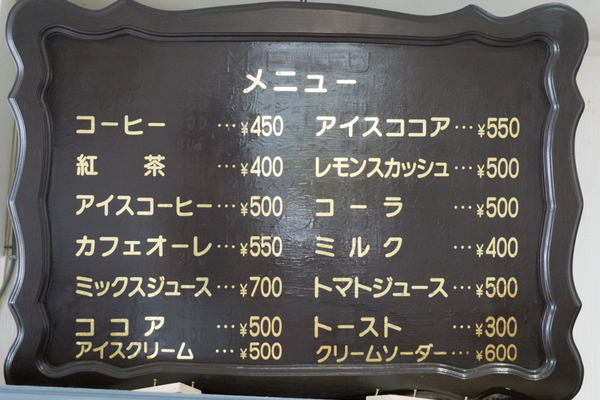 メニュー
コーヒー …¥450
紅茶 …¥400
アイスコーヒー…¥500
カフェオーレ…¥550
ミックスジュース…¥700
ココア …¥500
アイスクリーム …¥500
アイスココア…¥550
レモンスカッシュ…¥500
コーラ …¥500
ミルク …¥400
トマトジュース…¥500
トースト …¥300
クリームソーダー…¥600